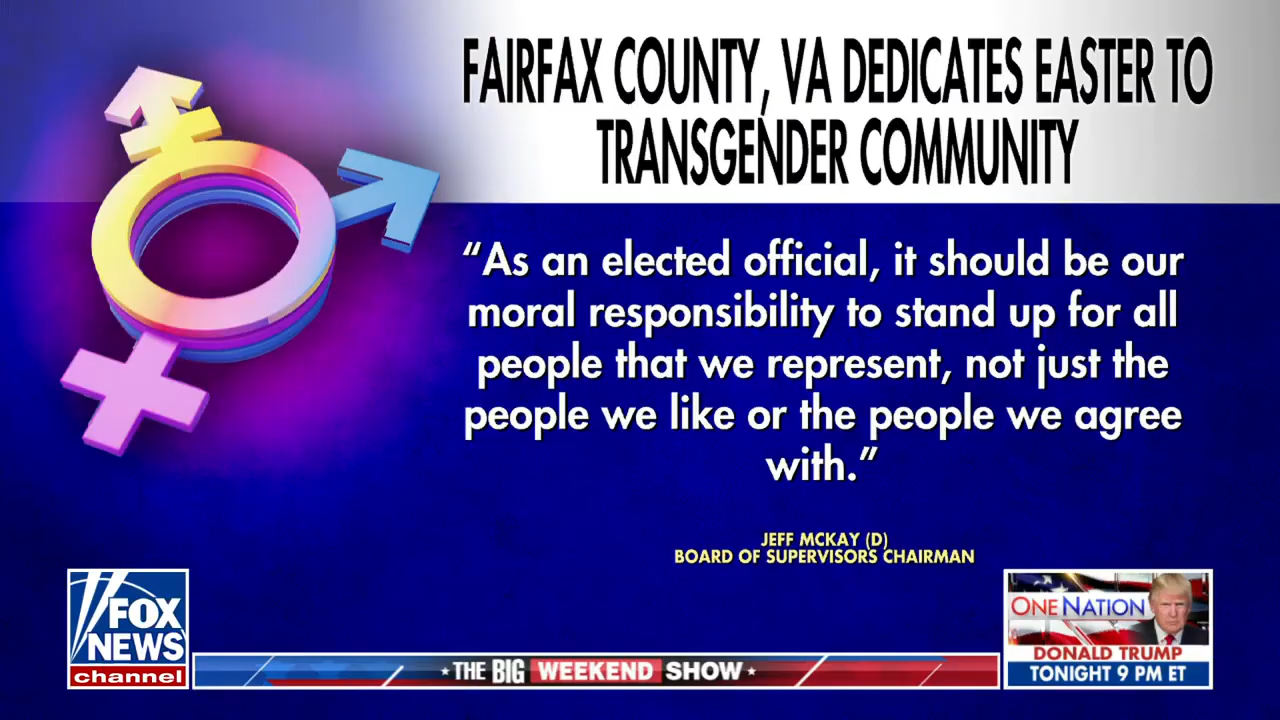 FAIRFAX COUNTY, VA DEDICATES EASTER TO
TRANSGENDER COMMUNITY
“As an elected official, it should be our
moral responsibility to stand up for all
people that we represent, not just the
people we like or the people we agree
with.”
JEFF MCKAY (D)
BOARD OF SUPERVISORS CHAIRMAN
FOX
NEWS
channel
THE BIG WEEKEND SHOW
ONE NATION
DONALD TRUMP
TONIGHT 9 PM ET